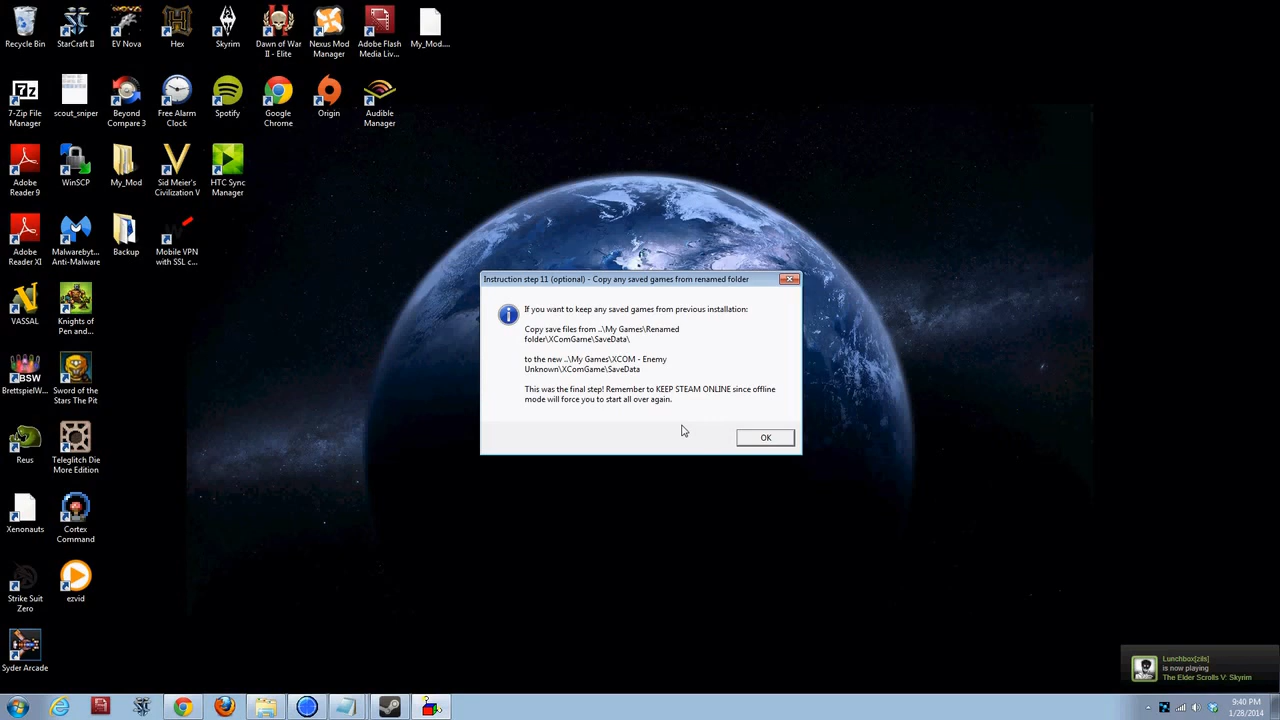 Recycle Bin
StarCraft II
EV Nova
Hex
Skyrim
Dawn of War
II - Elite
Nexus Mod
Manager
Adobe Flash
Media Liv...
My_Mod....
7-Zip File
Manager
scout_sniper
Beyond
Compare 3
Free Alarm
Clock
Spotify
Google
Chrome
Origin
Audible
Manager
Adobe
Reader 9
WinSCP
My_Mod
Sid Meier's
Civilization V
HTC Sync
Manager
Adobe
Reader XI
Malwareby...
Anti-Malware
Backup
Mobile VPN
with SSL c...
VASSAL
Knights of
Pen and...
BSW
BrettspielW...
Sword of the
Stars The Pit
Reus
Teleglitch Die
More Edition
Xenonauts
Cortex
Command
Strike Suit
Zero
ezvid
Syder Arcade
Instruction step 11 (optional) - Copy any saved games from renamed folder
If you want to keep any saved games from previous installation:
Copy save files from ..\My Games\Renamed
folder\XComGame\SaveData\
to the new ..\My Games\XCOM - Enemy
Unknown\XComGame\SaveData
This was the final step! Remember to KEEP STEAM ONLINE since offline
mode will force you to start all over again.
OK
Lunchbox[zils]
is now playing
The Elder Scrolls V: Skyrim
9:40 PM
1/28/2014